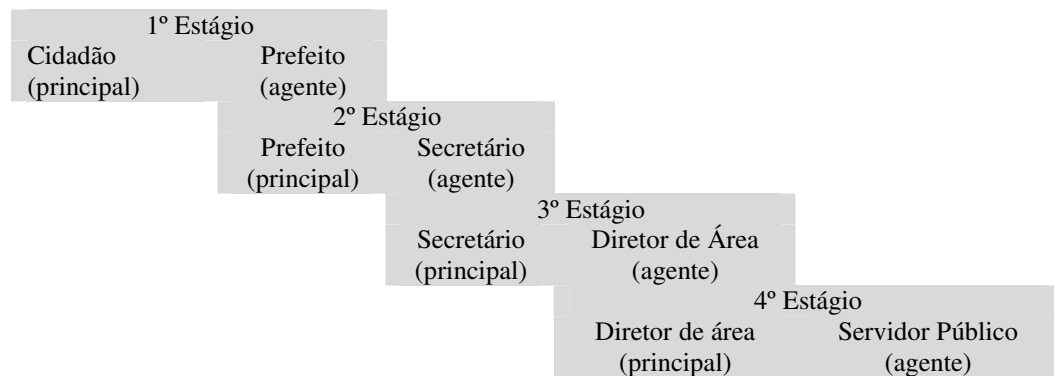 1º Estágio
Cidadão Prefeito
(principal) (agente)
2º Estágio
Prefeito Secretário
(principal) (agente)
3º Estágio
Secretário Diretor de Área
(principal) (agente)
4º Estágio
Diretor de área Servidor Público
(principal) (agente)